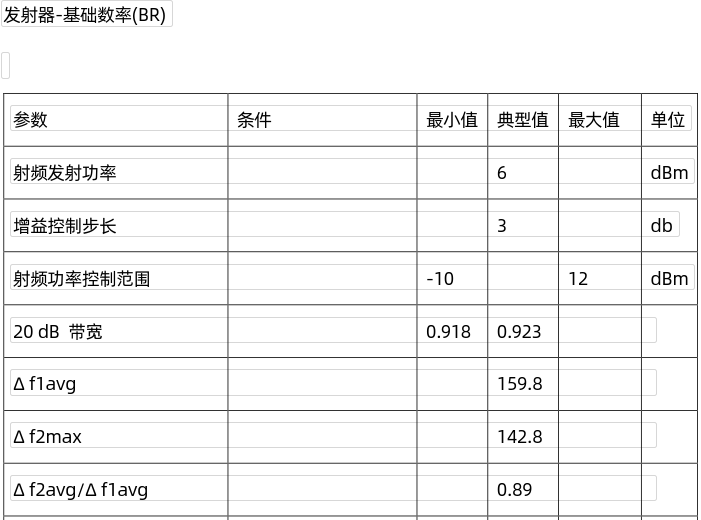 发射器-基础数率(BR)
参数 条件 最小值 典型值 最大值 单位
射频发射功率 6 dBm
增益控制步长 3 db
射频功率控制范围 -10 12 dBm
20 dB 带宽 0.918 0.923
Δ f1avg 159.8
Δ f2max 142.8
Δ f2avg/Δ f1avg 0.89